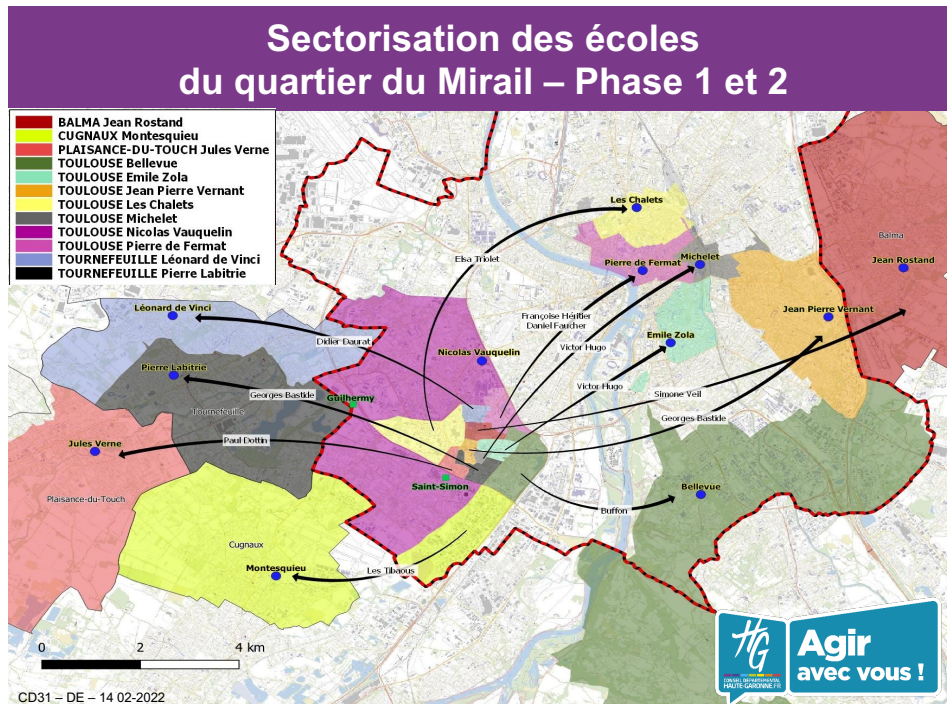 Sectorisation des écoles
du quartier du Mirail – Phase 1 et 2
BALMA Jean Rostand
CUGNAUX Montesquieu
PLAISANCE-DU-TOUCH Jules Verne
TOULOUSE Bellevue
TOULOUSE Emile Zola
TOULOUSE Jean Pierre Vernant
TOULOUSE Les Chalets
TOULOUSE Michelet
TOULOUSE Nicolas Vauquelin
TOULOUSE Pierre de Fermat
TOURNEFEUILLE Léonard de Vinci
TOURNEFEUILLE Pierre Labitrie
Les Chalets
Balma
Elsa Triolet
Pierre de Fermat
Michelet
Jean Rostand
Léonard de Vinci
Françoise Héritier
Daniel Faucher
Jean Pierre Vernant
Didier Daurat
Victor Hugo
Emile Zola
Nicolas Vauquelin
Pierre Labitrie
Victor Hugo
Georges Bastide
Simone Veil
Guilhermy
Tournefeuille
Georges Bastide
Paul Dottin
Jules Verne
Saint-Simon
Bellevue
Plaisance-du-Touch
Buffon
Cugnaux
Montesquieu
Les Tibaous
0 2 4 km
HG
CONSEIL DÉPARTEMENTAL
HAUTE-GARONNE.FR
Agir
avec vous !
CD31 – DE – 14 02-2022